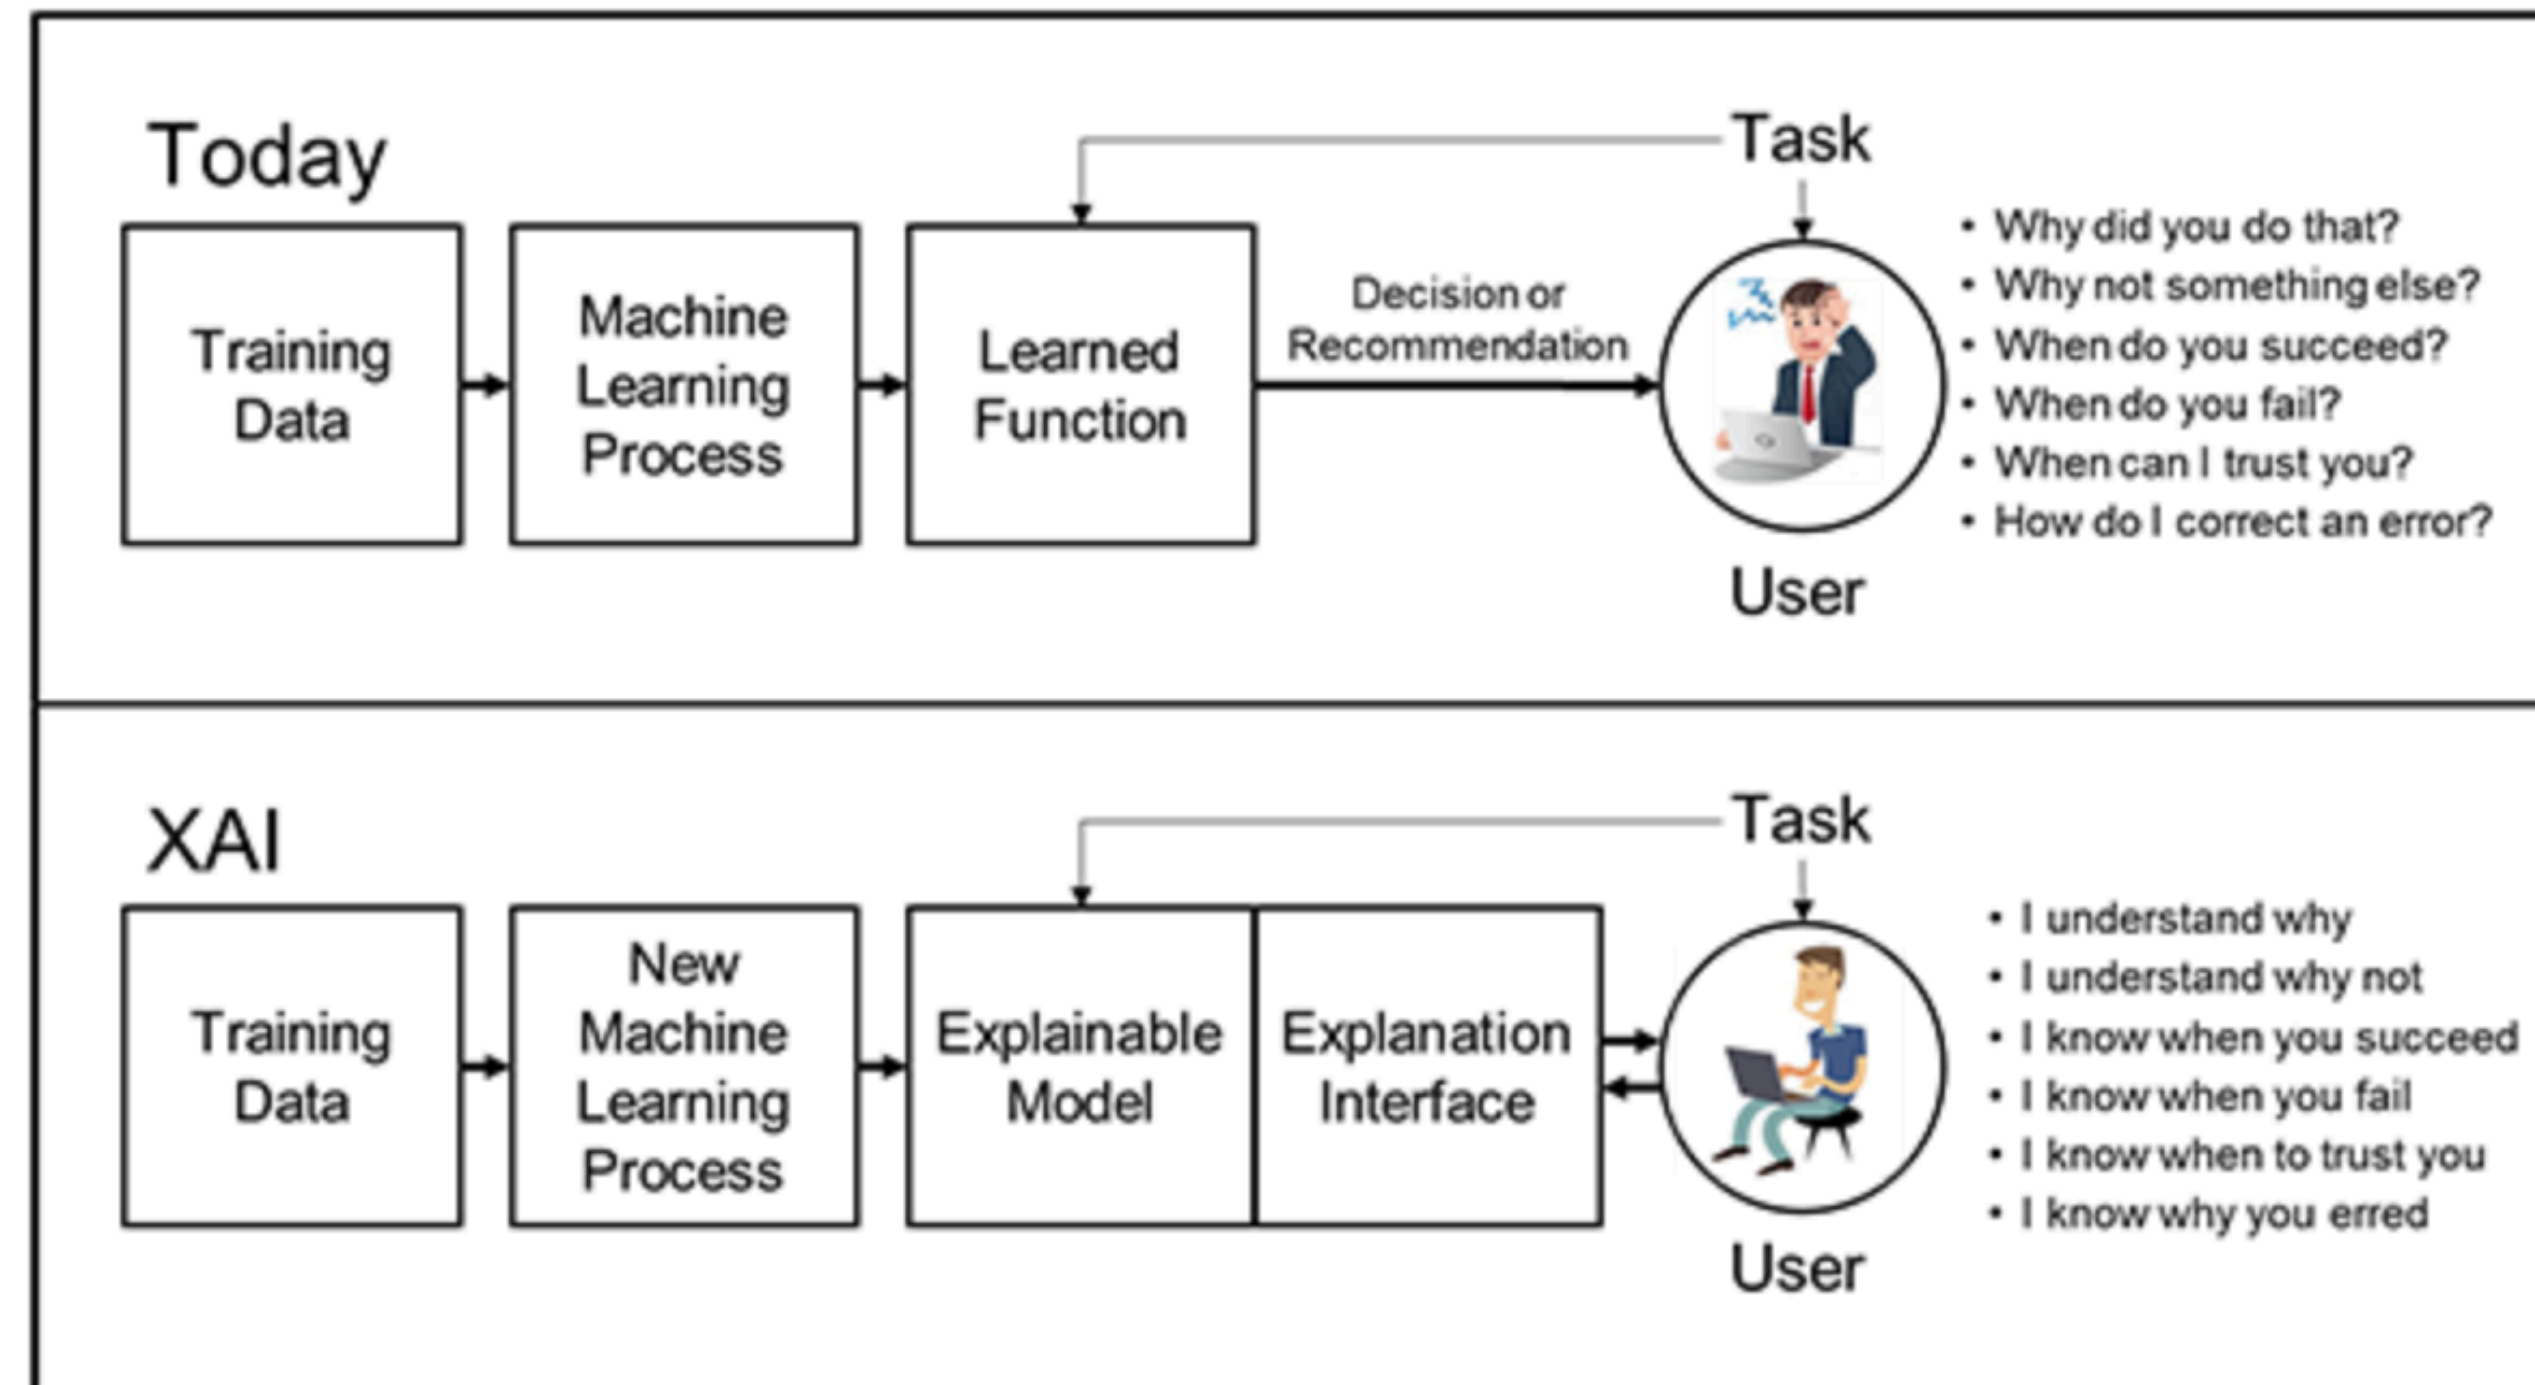 Today
Task
Training
Data
Machine
Learning
Process
Learned
Function
Decision or
Recommendation
• Why did you do that?
• Why not something else?
• When do you succeed?
• When do you fail?
• When can I trust you?
• How do I correct an error?
User
XAI
Task
Training
Data
New
Machine
Learning
Process
Explainable
Model
Explanation
Interface
• I understand why
• I understand why not
• I know when you succeed
• I know when you fail
• I know when to trust you
• I know why you erred
User